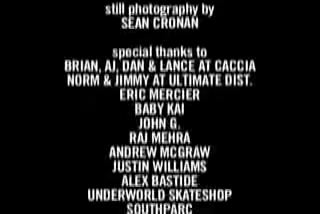 still photography by
SEAN CRONAN
special thanks to
BRIAN, AJ, DAN & LANCE AT CACCIA
NORM & JIMMY AT ULTIMATE DIST.
ERIC MERCIER
BABY KAI
JOHN G.
RAJ MEHRA
ANDREW MCGRAW
JUSTIN WILLIAMS
ALEX BASTIDE
UNDERWORLD SKATESHOP
SOUTHPARC